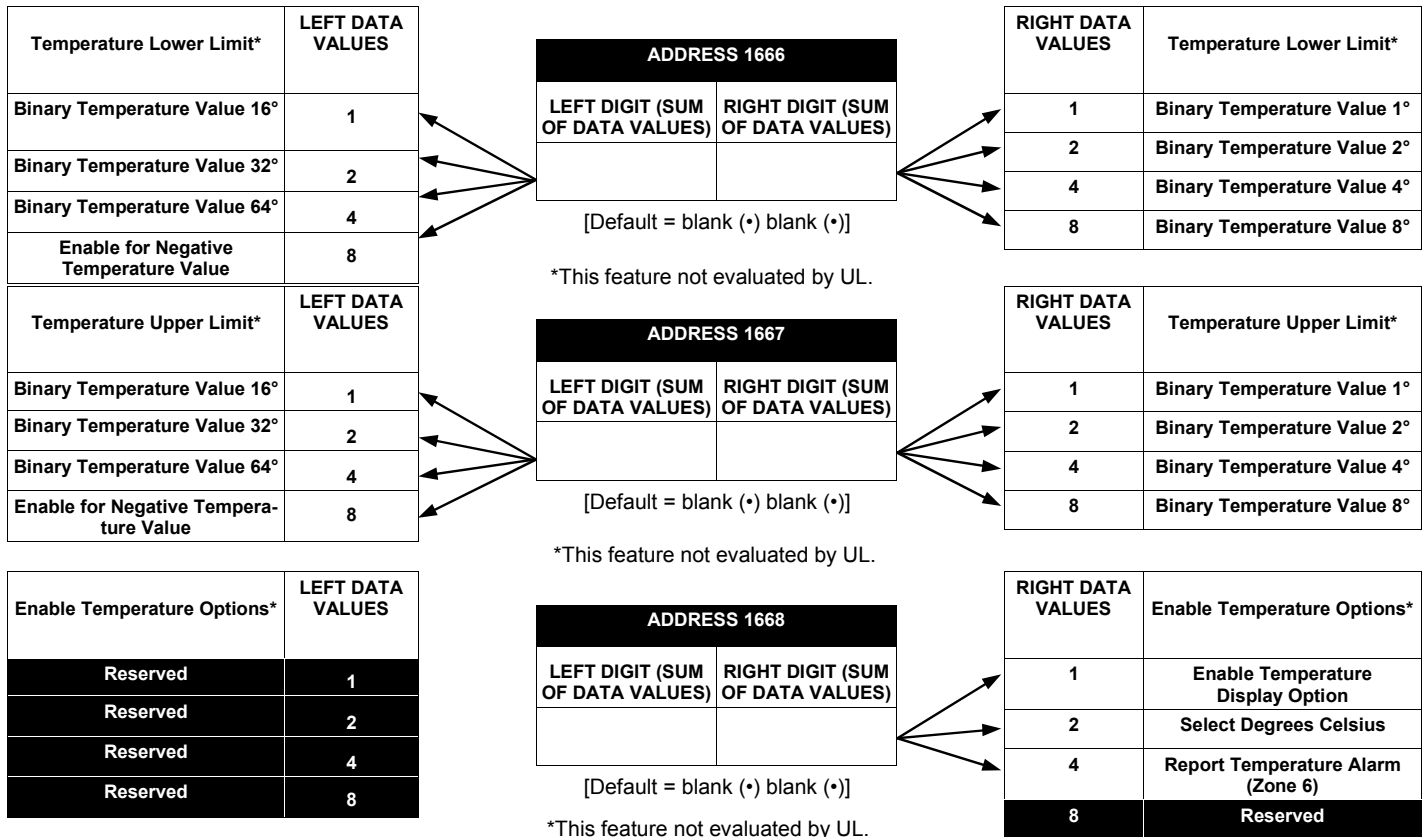 Temperature Lower Limit*
LEFT DATA
VALUES
Binary Temperature Value 16°
1
Binary Temperature Value 32°
2
Binary Temperature Value 64°
4
Enable for Negative
Temperature Value
8
ADDRESS 1666
LEFT DIGIT (SUM
OF DATA VALUES)
RIGHT DIGIT (SUM
OF DATA VALUES)
[Default = blank (•) blank (•)]
*This feature not evaluated by UL.
RIGHT DATA
VALUES
Temperature Lower Limit*
1
Binary Temperature Value 1°
2
Binary Temperature Value 2°
4
Binary Temperature Value 4°
8
Binary Temperature Value 8°
Temperature Upper Limit*
LEFT DATA
VALUES
Binary Temperature Value 16°
1
Binary Temperature Value 32°
2
Binary Temperature Value 64°
4
Enable for Negative Tempera-
ture Value
8
ADDRESS 1667
LEFT DIGIT (SUM
OF DATA VALUES)
RIGHT DIGIT (SUM
OF DATA VALUES)
[Default = blank (•) blank (•)]
*This feature not evaluated by UL.
RIGHT DATA
VALUES
Temperature Upper Limit*
1
Binary Temperature Value 1°
2
Binary Temperature Value 2°
4
Binary Temperature Value 4°
8
Binary Temperature Value 8°
Enable Temperature Options*
LEFT DATA
VALUES
Reserved
1
Reserved
2
Reserved
4
Reserved
8
ADDRESS 1668
LEFT DIGIT (SUM
OF DATA VALUES)
RIGHT DIGIT (SUM
OF DATA VALUES)
[Default = blank (•) blank (•)]
*This feature not evaluated by UL.
RIGHT DATA
VALUES
Enable Temperature Options*
1
Enable Temperature
Display Option
2
Select Degrees Celsius
4
Report Temperature Alarm
(Zone 6)
8
Reserved